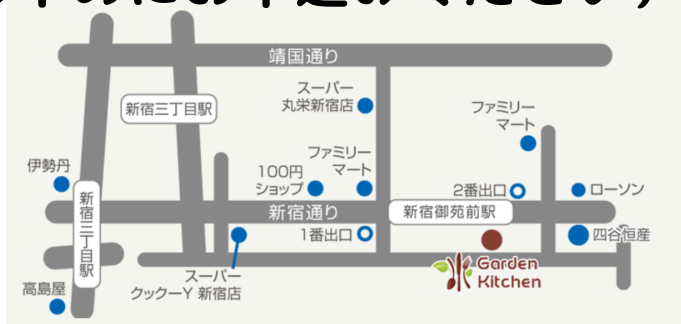 靖国通り
スーパー
丸栄新宿店
新宿三丁目駅
ファミリー
マート
伊勢丹
100円
ショップ
ファミリー
マート
2番出口
ローソン
新宿三丁目駅
新宿通り
新宿御苑前駅
1番出口
四谷恒産
スーパー
クックーY 新宿店
高島屋
Garden
Kitchen